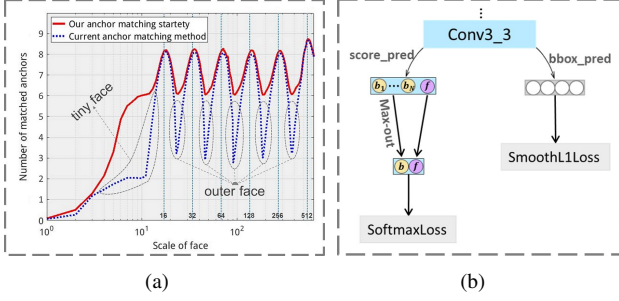 Our anchor matching startety
Current anchor matching method
Number of matched anchors
9
8
7
6
5
4
3
2
1
0
tiny face
outer face
16 32 64 128 256 512
10^0 10^1 10^2
Scale of face
(a)
Conv3_3
score_pred
bbox_pred
b1 ··· bN f
Max-out
b f
SmoothL1Loss
SoftmaxLoss
(b)